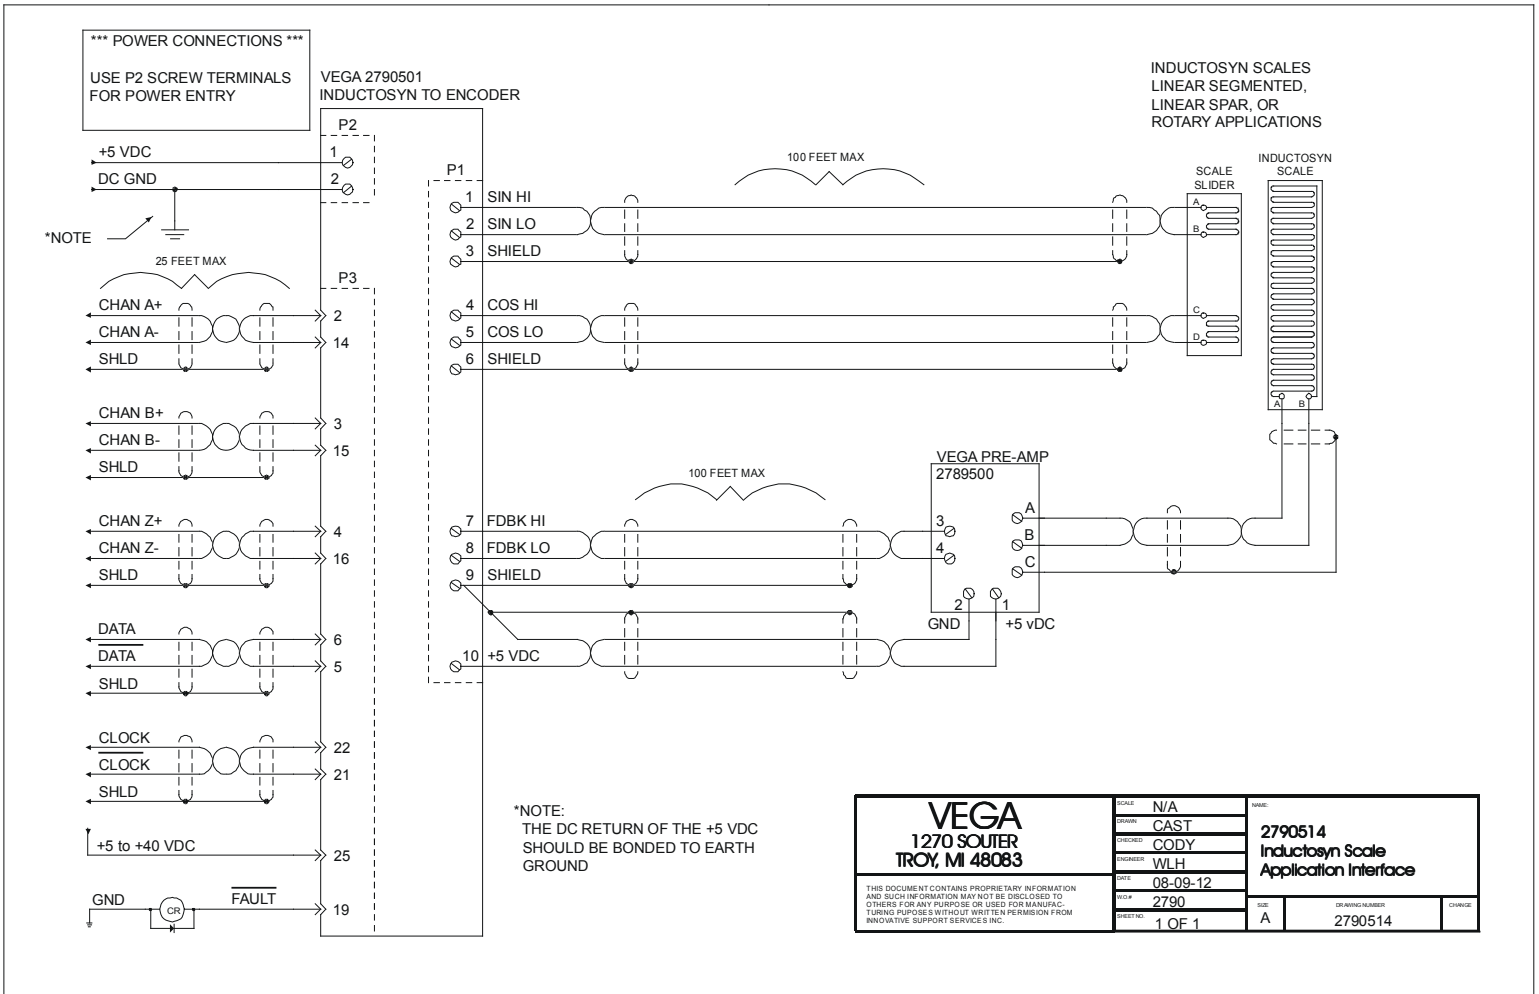 *** POWER CONNECTIONS ***
USE P2 SCREW TERMINALS
FOR POWER ENTRY
VEGA 2790501
INDUCTOSYN TO ENCODER
P2
+5 VDC
1
DC GND
2
*NOTE
25 FEET MAX
P3
CHAN A+
2
CHAN A-
14
SHLD
CHAN B+
3
CHAN B-
15
SHLD
CHAN Z+
4
CHAN Z-
16
SHLD
DATA
6
DATA
5
SHLD
CLOCK
22
CLOCK
21
SHLD
+5 to +40 VDC
25
GND
CR
FAULT
19
P1
1 SIN HI
2 SIN LO
3 SHIELD
4 COS HI
5 COS LO
6 SHIELD
7 FDBK HI
8 FDBK LO
9 SHIELD
10 +5 VDC
100 FEET MAX
100 FEET MAX
INDUCTOSYN SCALES
LINEAR SEGMENTED,
LINEAR SPAR, OR
ROTARY APPLICATIONS
SCALE
SLIDER
A
B
C
D
INDUCTOSYN
SCALE
A B
VEGA PRE-AMP
2789500
3
4
A
B
C
2
1
GND
+5 vDC
*NOTE:
THE DC RETURN OF THE +5 VDC
SHOULD BE BONDED TO EARTH
GROUND
VEGA
1270 SOUTER
TROY, MI 48083
THIS DOCUMENT CONTAINS PROPRIETARY INFORMATION
AND SUCH INFORMATION MAY NOT BE DISCLOSED TO
OTHERS FOR ANY PURPOSE OR USED FOR MANUFAC-
TURING PUPOSES WITHOUT WRITTEN PERMISION FROM
INNOVATIVE SUPPORT SERVICES INC.
SCALE N/A
DRAWN CAST
CHECKED CODY
ENGINEER WLH
DATE 08-09-12
W.O.# 2790
SHEET NO. 1 OF 1
NAME:
2790514
Inductosyn Scale
Application Interface
SIZE
A
DRAWING NUMBER
2790514
CHANGE